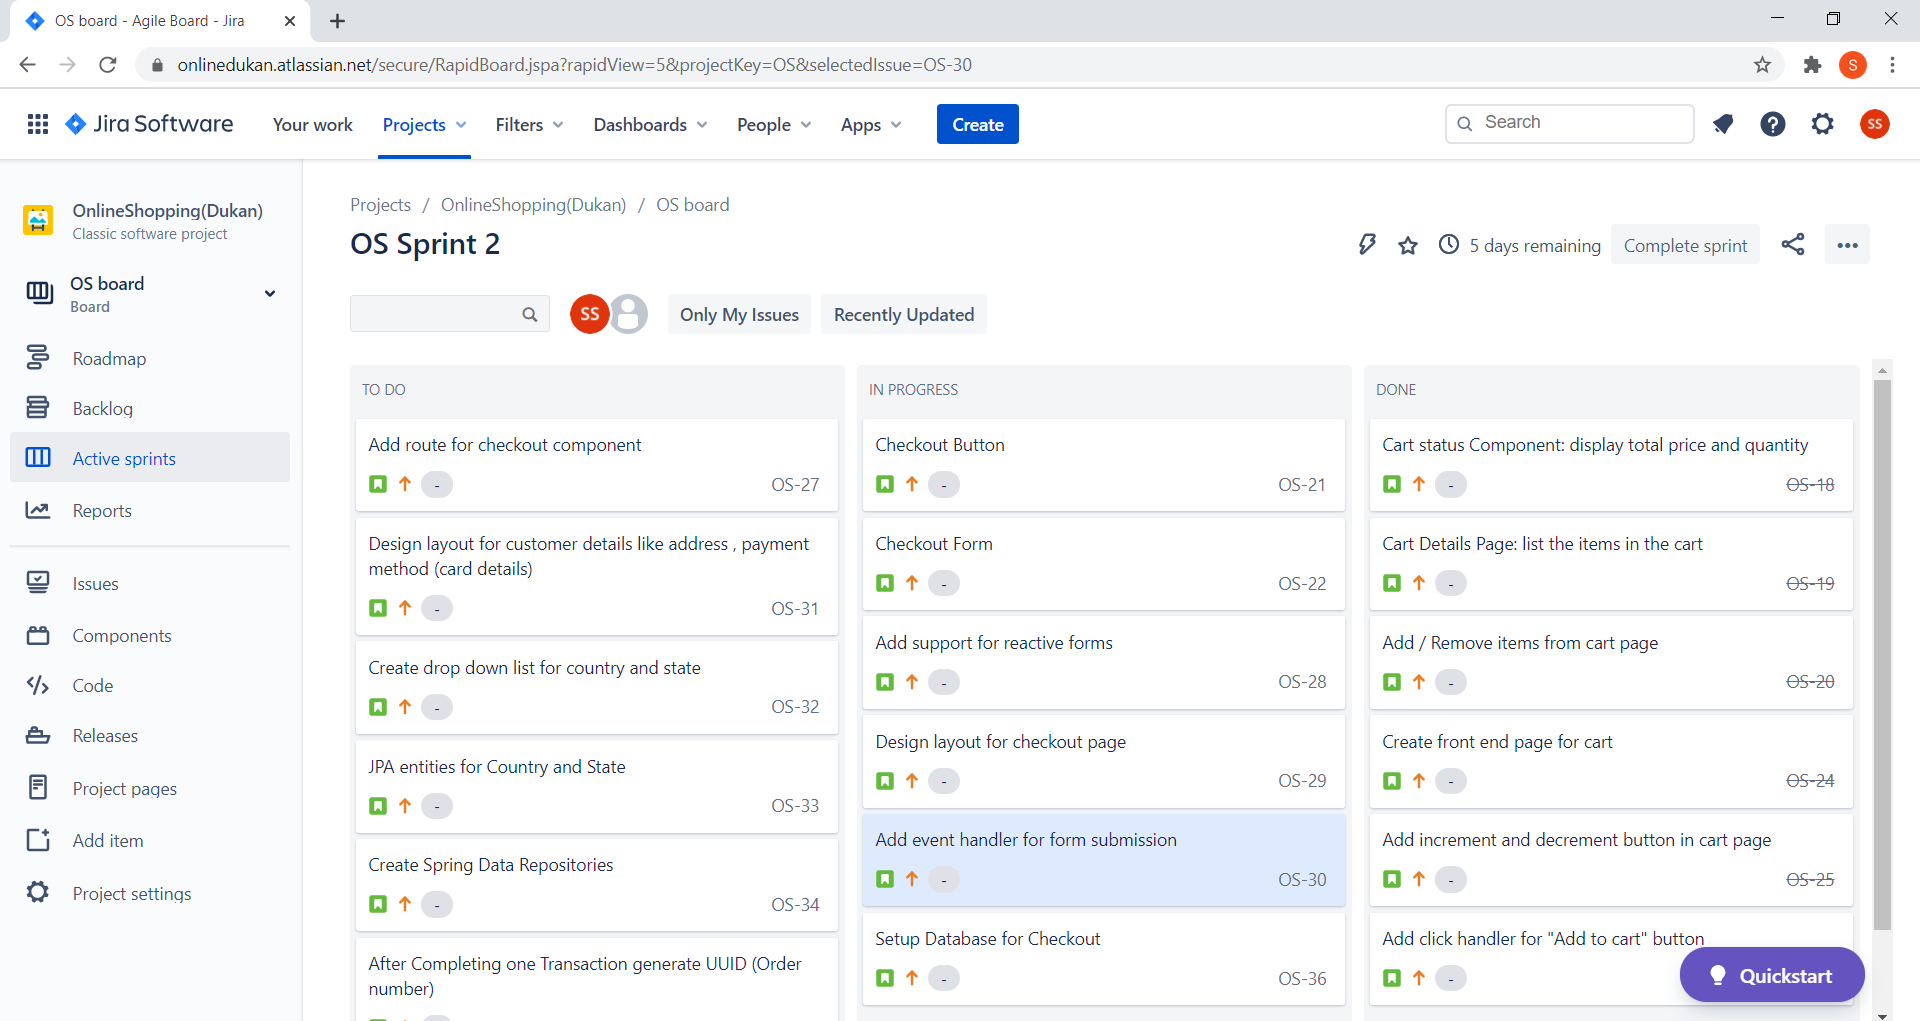 OS board - Agile Board - Jira
onlinedukan.atlassian.net/secure/RapidBoard.jspa?rapidView=5&projectKey=OS&selectedIssue=OS-30
S
Jira Software
Your work
Projects
Filters
Dashboards
People
Apps
Create
Search
SS
OnlineShopping(Dukan)
Classic software project
OS board
Board
Roadmap
Backlog
Active sprints
Reports
Issues
Components
Code
Releases
Project pages
Add item
Project settings
Projects / OnlineShopping(Dukan) / OS board
OS Sprint 2
5 days remaining
Complete sprint
SS
Only My Issues
Recently Updated
TO DO
Add route for checkout component
-
OS-27
Design layout for customer details like address , payment
method (card details)
-
OS-31
Create drop down list for country and state
-
OS-32
JPA entities for Country and State
-
OS-33
Create Spring Data Repositories
-
OS-34
After Completing one Transaction generate UUID (Order
number)
IN PROGRESS
Checkout Button
-
OS-21
Checkout Form
-
OS-22
Add support for reactive forms
-
OS-28
Design layout for checkout page
-
OS-29
Add event handler for form submission
-
OS-30
Setup Database for Checkout
-
OS-36
DONE
Cart status Component: display total price and quantity
-
OS-18
Cart Details Page: list the items in the cart
-
OS-19
Add / Remove items from cart page
-
OS-20
Create front end page for cart
-
OS-24
Add increment and decrement button in cart page
-
OS-25
Add click handler for "Add to cart" button
-
Quickstart